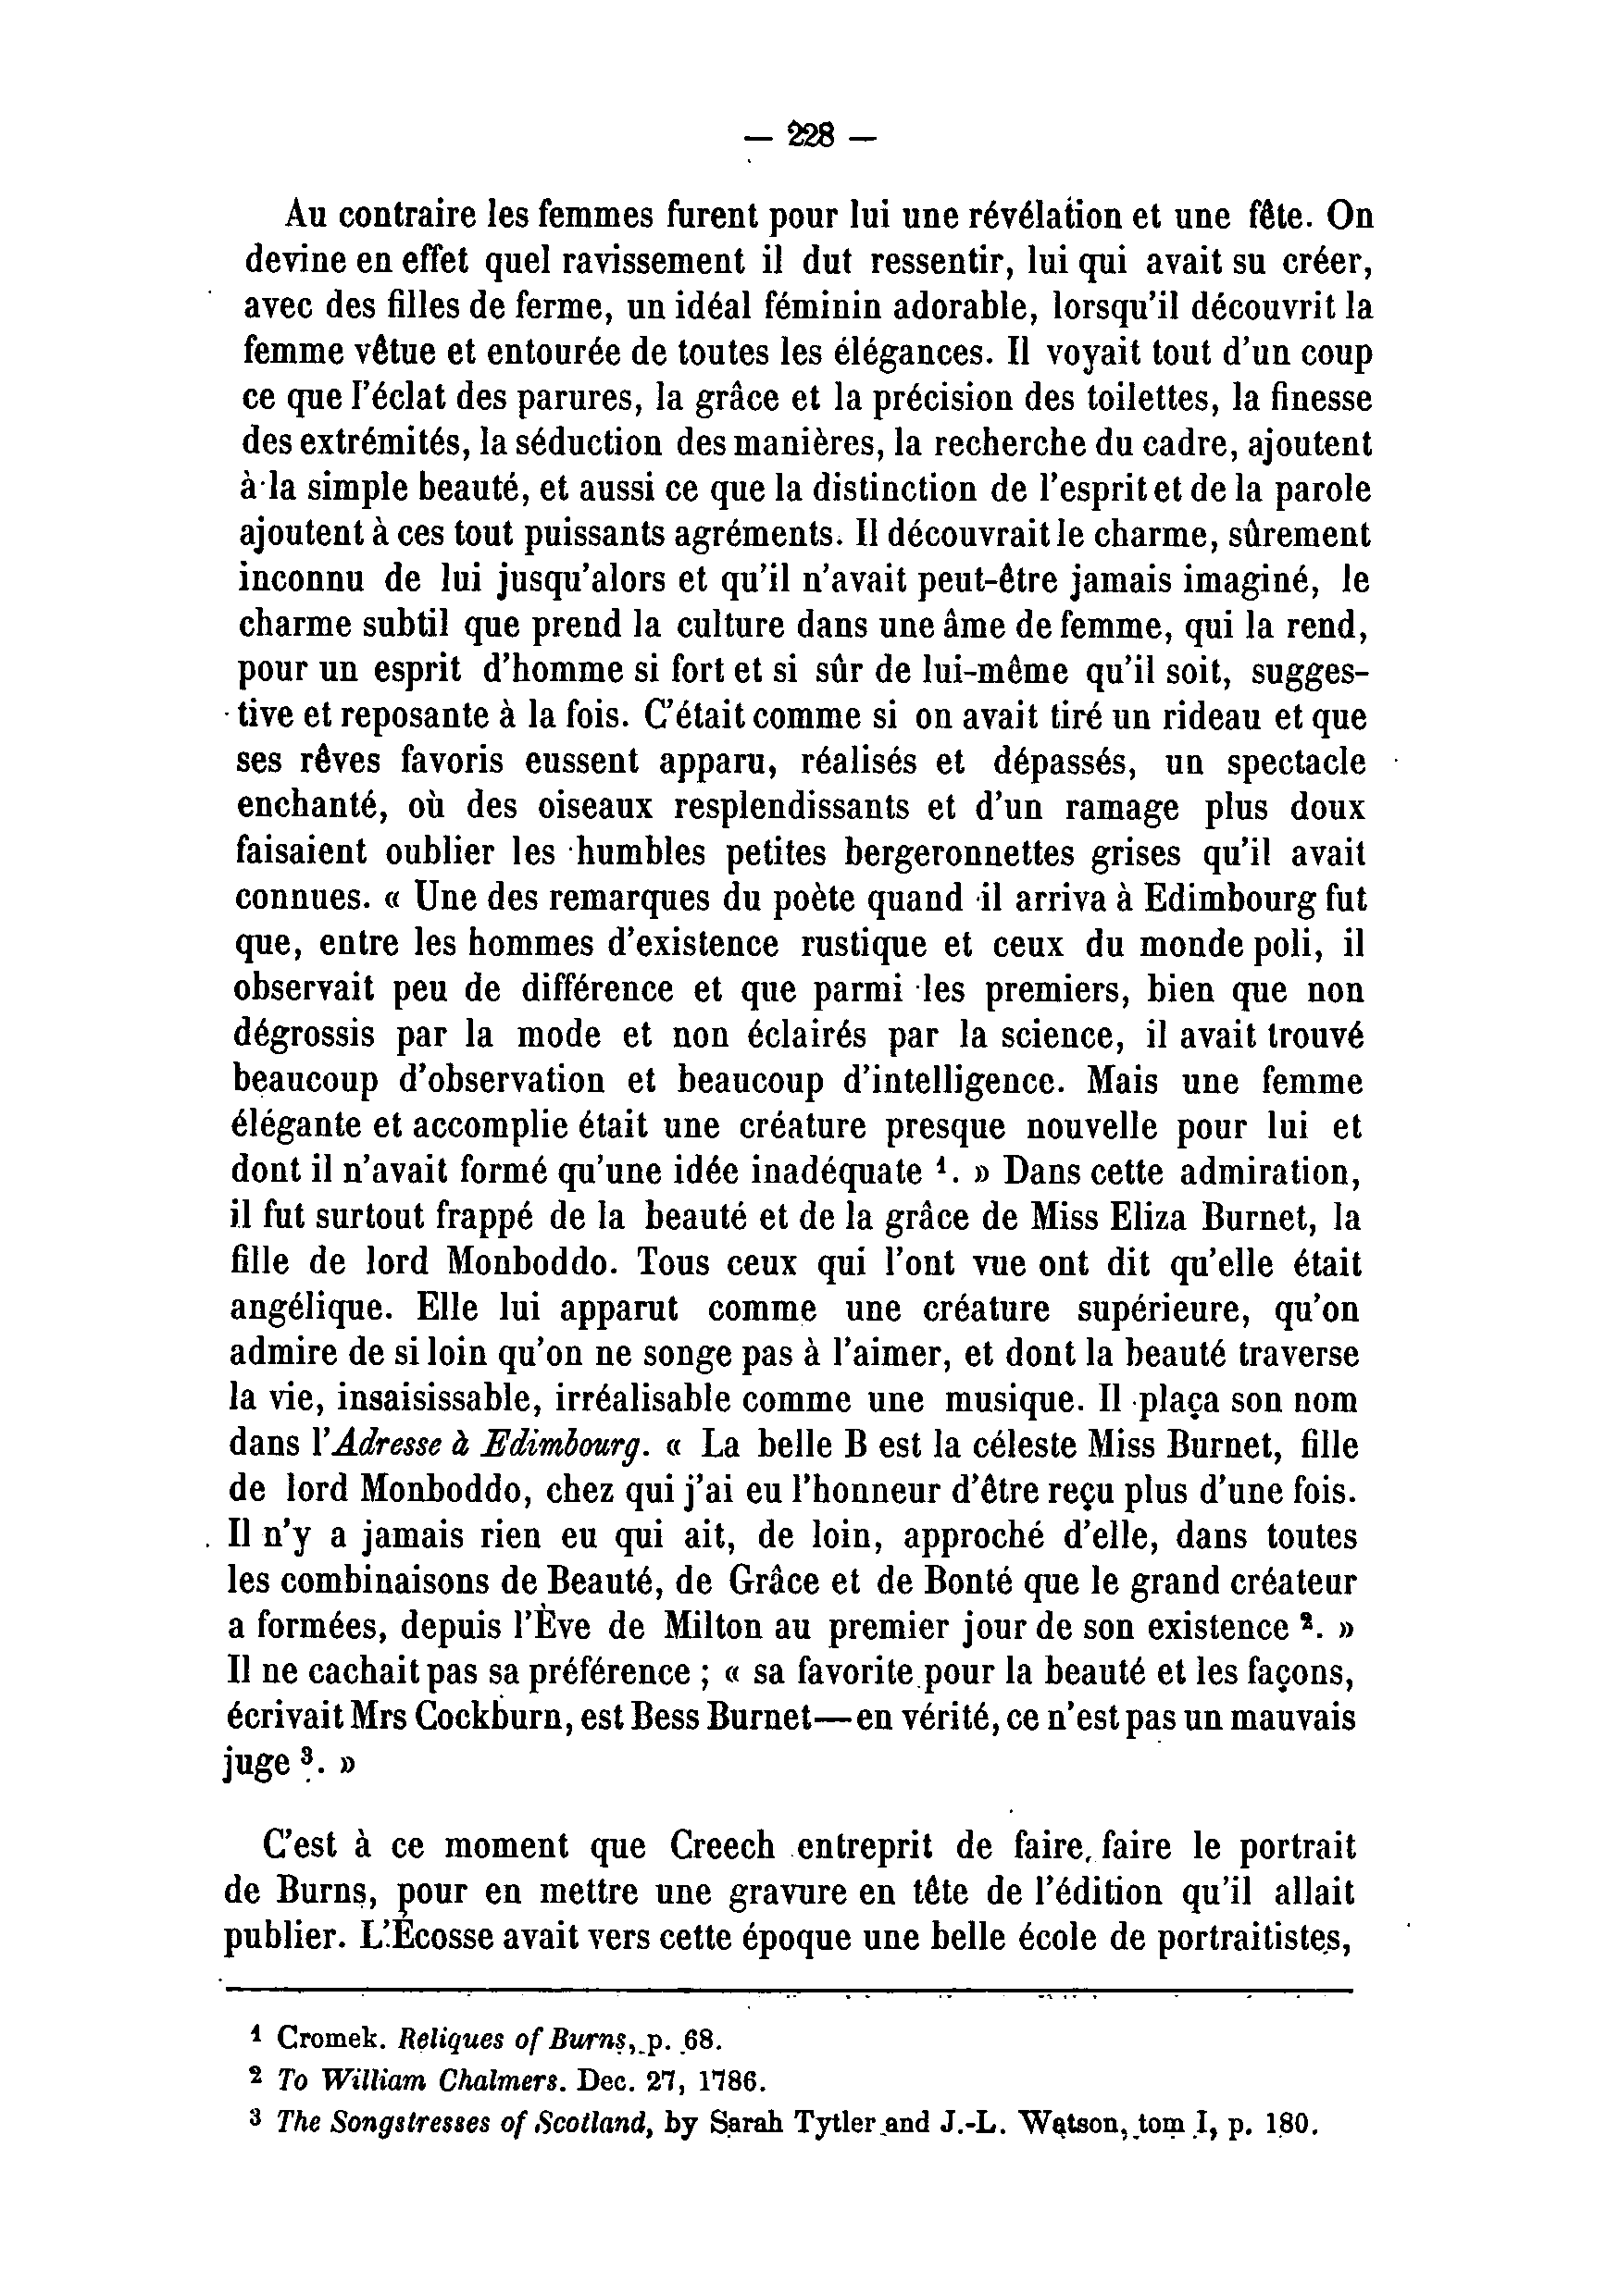 — 228 —
Au contraire les femmes furent pour lui une révélation et une fête. On
devine en effet quel ravissement il dut ressentir, lui qui avait su créer,
avec des filles de ferme, un idéal féminin adorable, lorsqu'il découvrit la
femme vêtue et entourée de toutes les élégances. Il voyait tout d'un coup
ce que l'éclat des parures, la grâce et la précision des toilettes, la finesse
des extrémités, la séduction des manières, la recherche du cadre, ajoutent
à la simple beauté, et aussi ce que la distinction de l'esprit et de la parole
ajoutent à ces tout puissants agréments. Il découvrait le charme, sûrement
inconnu de lui jusqu'alors et qu'il n'avait peut-être jamais imaginé, le
charme subtil que prend la culture dans une âme de femme, qui la rend,
pour un esprit d'homme si fort et si sûr de lui-même qu'il soit, sugges-
tive et reposante à la fois. C'était comme si on avait tiré un rideau et que
ses rêves favoris eussent apparu, réalisés et dépassés, un spectacle
enchanté, où des oiseaux resplendissants et d'un ramage plus doux
faisaient oublier les humbles petites bergeronnettes grises qu'il avait
connues. « Une des remarques du poète quand il arriva à Edimbourg fut
que, entre les hommes d'existence rustique et ceux du monde poli, il
observait peu de différence et que parmi les premiers, bien que non
dégrossis par la mode et non éclairés par la science, il avait trouvé
beaucoup d'observation et beaucoup d'intelligence. Mais une femme
élégante et accomplie était une créature presque nouvelle pour lui et
dont il n'avait formé qu'une idée inadéquate ¹. » Dans cette admiration,
il fut surtout frappé de la beauté et de la grâce de Miss Eliza Burnet, la
fille de lord Monboddo. Tous ceux qui l'ont vue ont dit qu'elle était
angélique. Elle lui apparut comme une créature supérieure, qu'on
admire de si loin qu'on ne songe pas à l'aimer, et dont la beauté traverse
la vie, insaisissable, irréalisable comme une musique. Il plaça son nom
dans l'Adresse à Edimbourg. « La belle B est la céleste Miss Burnet, fille
de lord Monboddo, chez qui j'ai eu l'honneur d'être reçu plus d'une fois.
Il n'y a jamais rien eu qui ait, de loin, approché d'elle, dans toutes
les combinaisons de Beauté, de Grâce et de Bonté que le grand créateur
a formées, depuis l'Ève de Milton au premier jour de son existence ². »
Il ne cachait pas sa préférence ; « sa favorite pour la beauté et les façons,
écrivait Mrs Cockburn, est Bess Burnet—en vérité, ce n'est pas un mauvais
juge ³. »
C'est à ce moment que Creech entreprit de faire faire le portrait
de Burns, pour en mettre une gravure en tête de l'édition qu'il allait
publier. L'Écosse avait vers cette époque une belle école de portraitistes,
¹ Cromek. Reliques of Burns, p. 68.
² To William Chalmers. Dec. 27, 1786.
³ The Songstresses of Scotland, by Sarah Tytler and J.-L. Watson, tom I, p. 180.